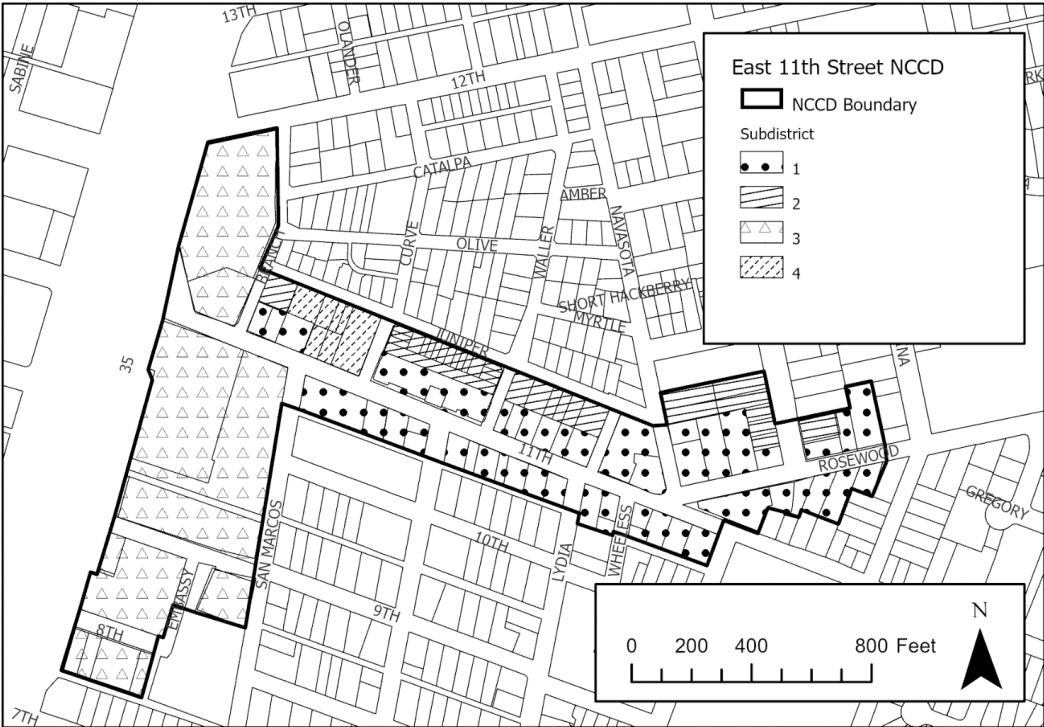 13TH
SABINE
OLANDER
12TH
East 11th Street NCCD
NCCD Boundary
Subdistrict
1
2
3
4
CATALPA
AMBER
NAVASOTA
CURVE
OLIVE
WALLER
BRANCH
SHORT HACKBERRY
MYRTLE
JUNIPER
35
11TH
ROSEWOOD
GREGORY
SAN MARCOS
10TH
LYDIA
WHEELESS
EMBASSY
9TH
8TH
7TH
N
0 200 400 800 Feet